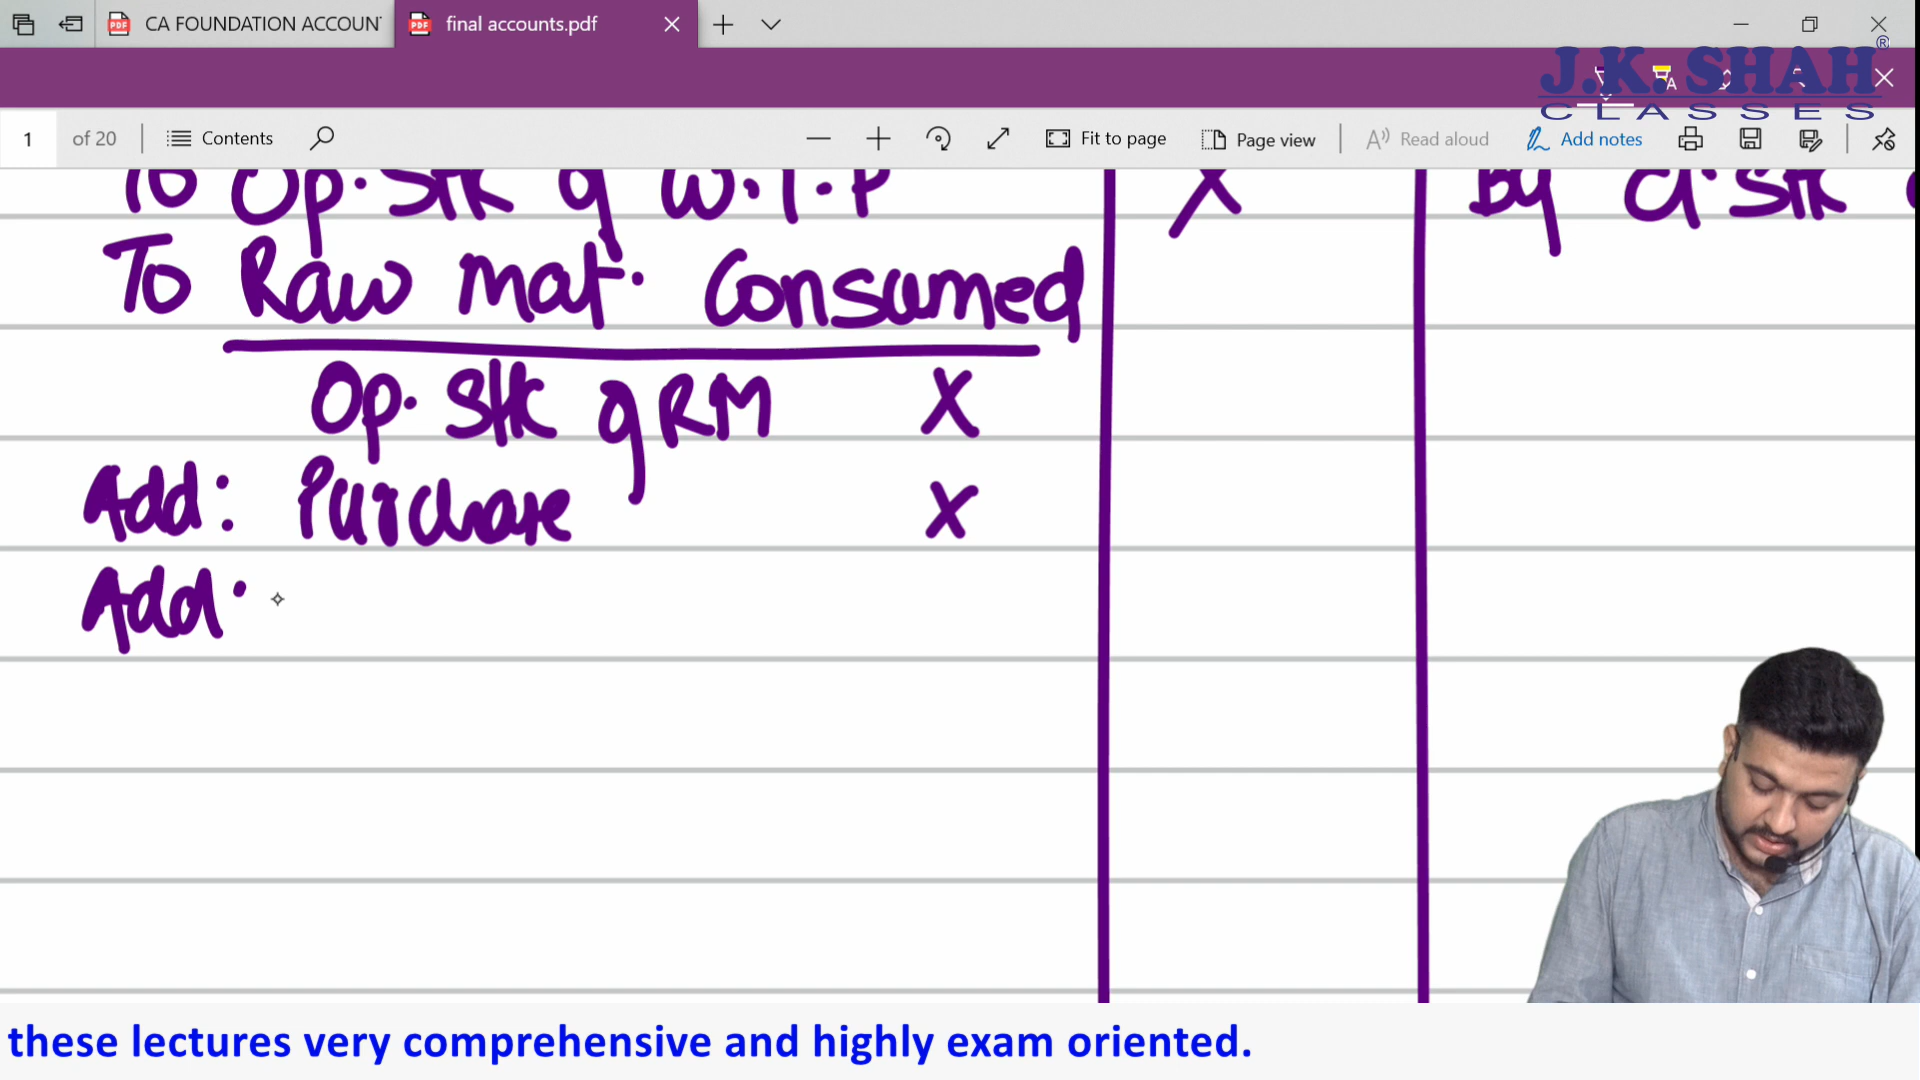 CA FOUNDATION ACCOUN
final accounts.pdf
J.K. SHAH®
CLASSES
1 of 20 Contents Fit to page Page view Read aloud Add notes
To Op. Stk of W.I.P X By Cl. Stk
To Raw mat. Consumed
Op. Stk of RM X
Add: Purchase X
Add:
these lectures very comprehensive and highly exam oriented.